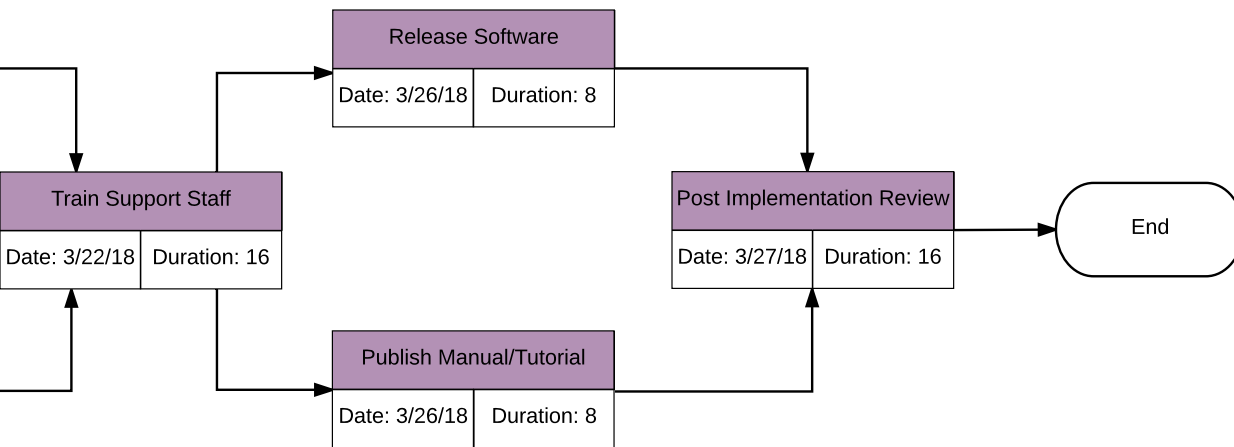 Release Software
Date: 3/26/18 Duration: 8
Train Support Staff
Date: 3/22/18 Duration: 16
Post Implementation Review
Date: 3/27/18 Duration: 16
End
Publish Manual/Tutorial
Date: 3/26/18 Duration: 8